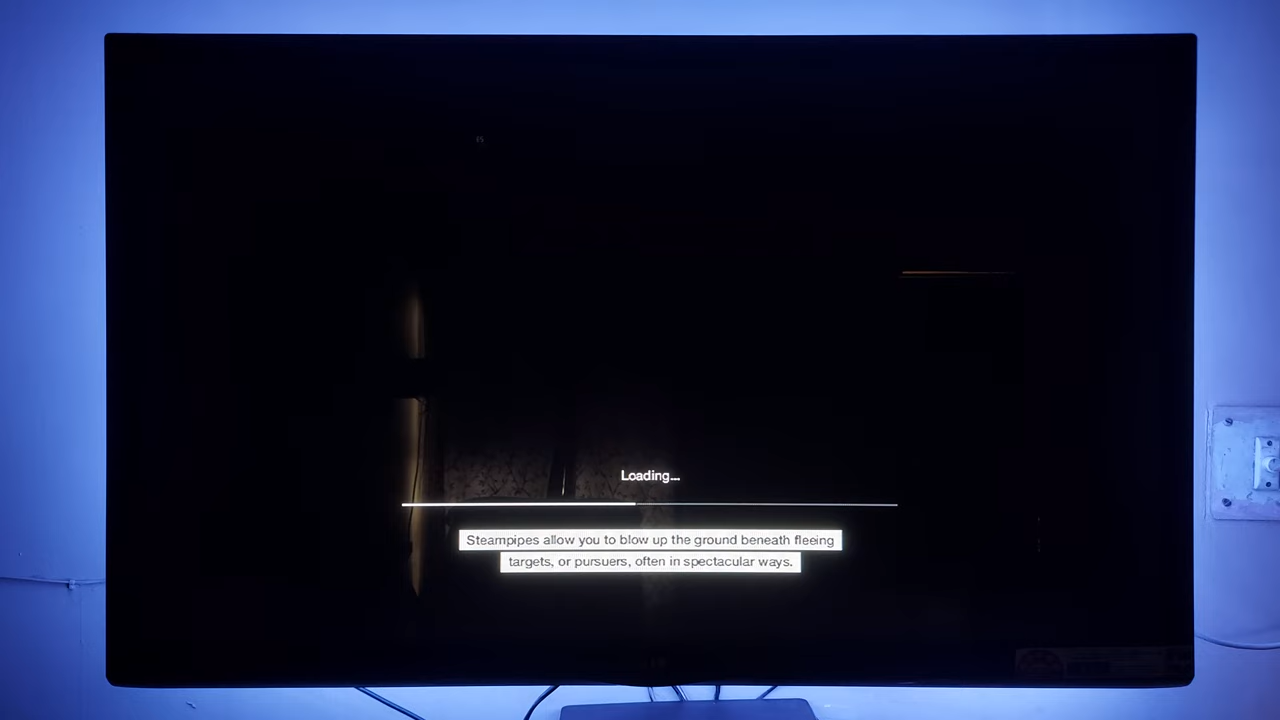 Loading...
Steampipes allow you to blow up the ground beneath fleeing
targets, or pursuers, often in spectacular ways.